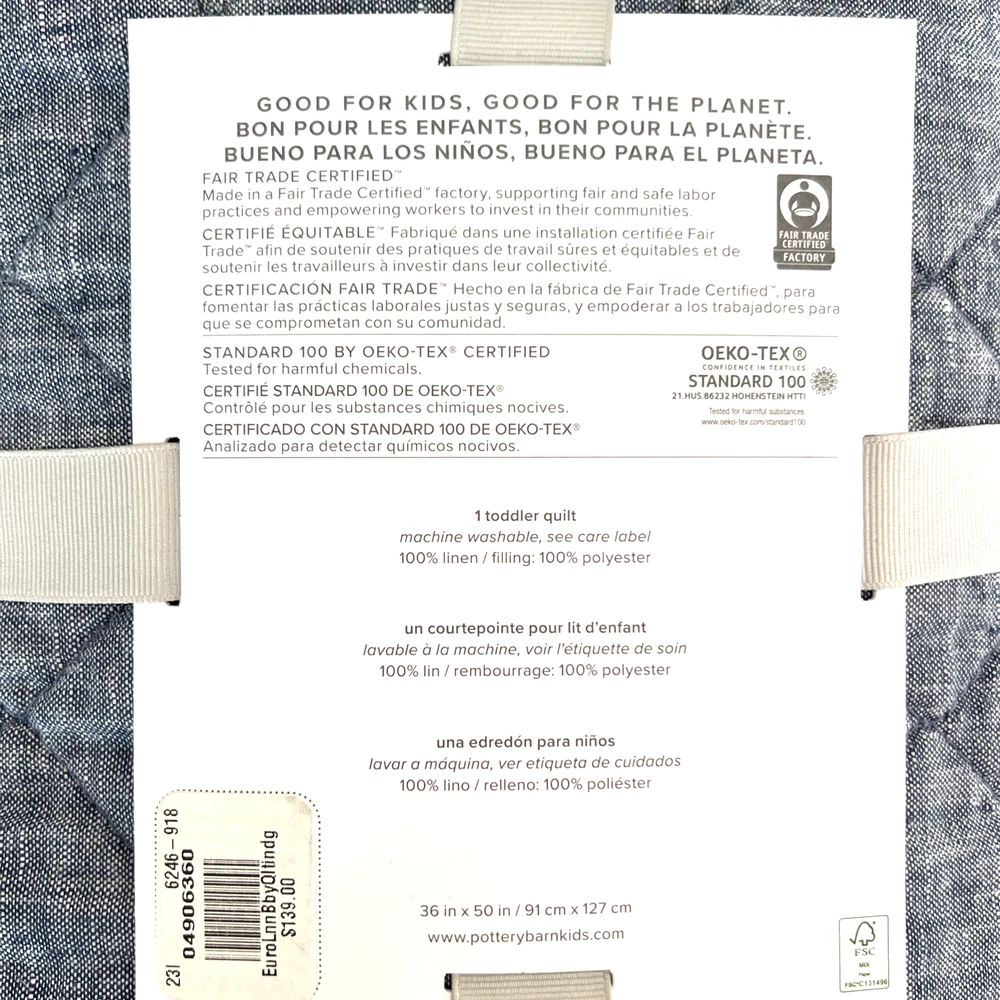 GOOD FOR KIDS, GOOD FOR THE PLANET.
BON POUR LES ENFANTS, BON POUR LA PLANÈTE.
BUENO PARA LOS NIÑOS, BUENO PARA EL PLANETA.
FAIR TRADE CERTIFIED™
Made in a Fair Trade Certified™ factory, supporting fair and safe labor
practices and empowering workers to invest in their communities.
CERTIFIÉ ÉQUITABLE™ Fabriqué dans une installation certifiée Fair
Trade™ afin de soutenir des pratiques de travail sûres et équitables et de
soutenir les travailleurs à investir dans leur collectivité.
CERTIFICACIÓN FAIR TRADE™ Hecho en la fábrica de Fair Trade Certified™, para
fomentar las prácticas laborales justas y seguras, y empoderar a los trabajadores para
que se comprometan con su comunidad.
FAIR TRADE
CERTIFIED™
FACTORY
STANDARD 100 BY OEKO-TEX® CERTIFIED
Tested for harmful chemicals.
CERTIFIÉ STANDARD 100 DE OEKO-TEX®
Contrôlé pour les substances chimiques nocives.
CERTIFICADO CON STANDARD 100 DE OEKO-TEX®
Analizado para detectar químicos nocivos.
OEKO-TEX®
CONFIDENCE IN TEXTILES
STANDARD 100
21.HUS.86232 HOHENSTEIN HTTI
Tested for harmful substances
www.oeko-tex.com/standard100
1 toddler quilt
machine washable, see care label
100% linen / filling: 100% polyester
un courtepointe pour lit d'enfant
lavable à la machine, voir l'étiquette de soin
100% lin / rembourrage: 100% polyester
una edredón para niños
lavar a máquina, ver etiqueta de cuidados
100% lino / relleno: 100% poliéster
36 in x 50 in / 91 cm x 127 cm
www.potterybarnkids.com
23I 6246-918
04906360
EuroLnnBbyQltindg
$139.00
FSC
MIX
Paper
FSC®C131496